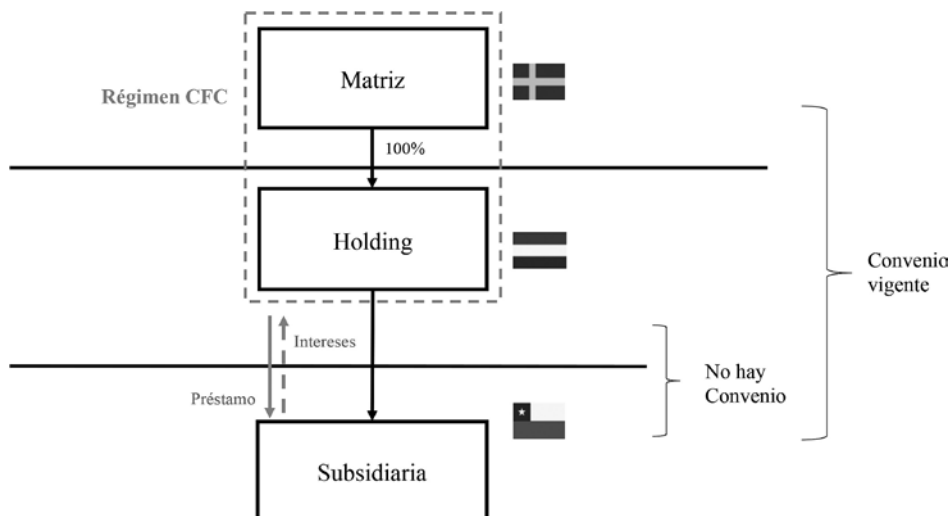 Matriz
Régimen CFC
100%
Holding
Convenio
vigente
Intereses
No hay
Convenio
Préstamo
Subsidiaria